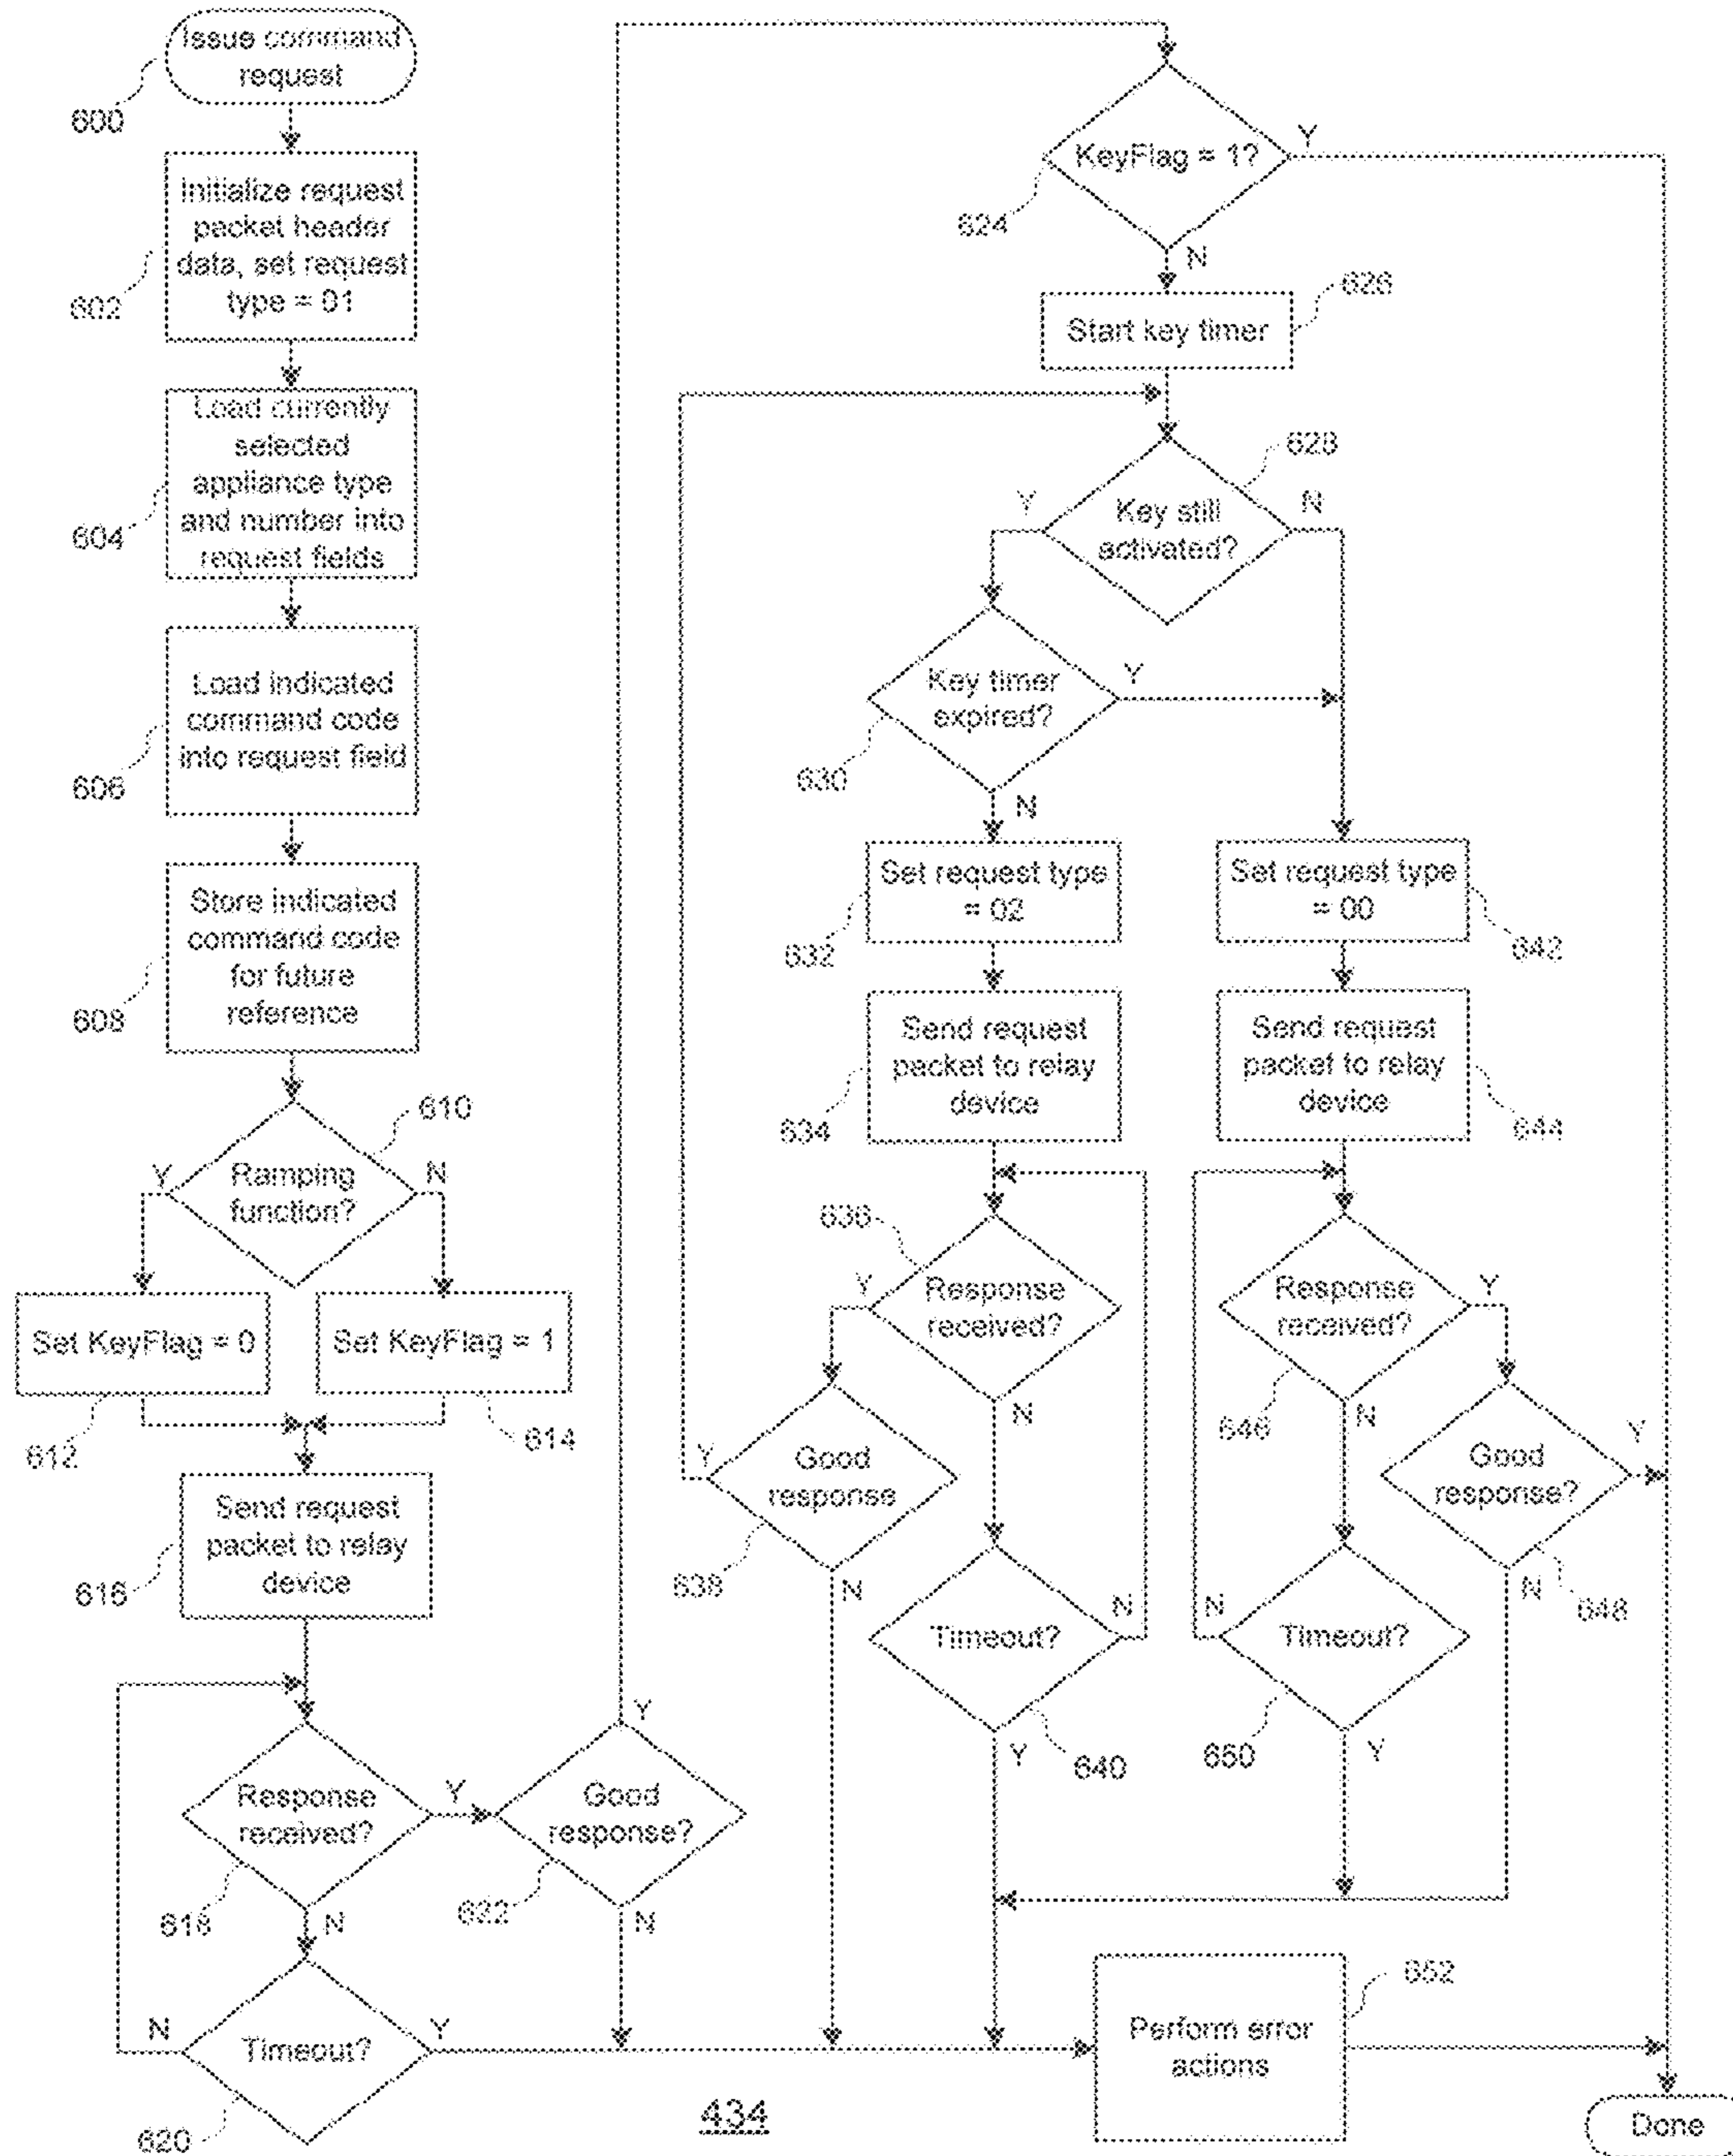 Issue command
request
600
Initialize request
packet header
data, set request
type = 01
602
Load currently
selected
appliance type
and number into
request fields
604
Load indicated
command code
into request field
606
Store indicated
command code
for future
reference
608
610
Ramping
function?
Y
N
Set KeyFlag = 0
Set KeyFlag = 1
612
614
Send request
packet to relay
device
616
Response
received?
618
Y
N
Good
response?
622
Y
N
Timeout?
620
N
Y
KeyFlag = 1?
624
Y
N
Start key timer
626
628
Key still
activated?
Y
N
Key timer
expired?
630
Y
N
Set request type
= 02
632
Set request type
= 00
642
Send request
packet to relay
device
634
Send request
packet to relay
device
644
636
Response
received?
Y
N
Response
received?
646
Y
N
Good
response
638
Y
N
Good
response?
648
Y
N
Timeout?
640
N
Y
Timeout?
650
N
Y
Perform error
actions
652
Done
434